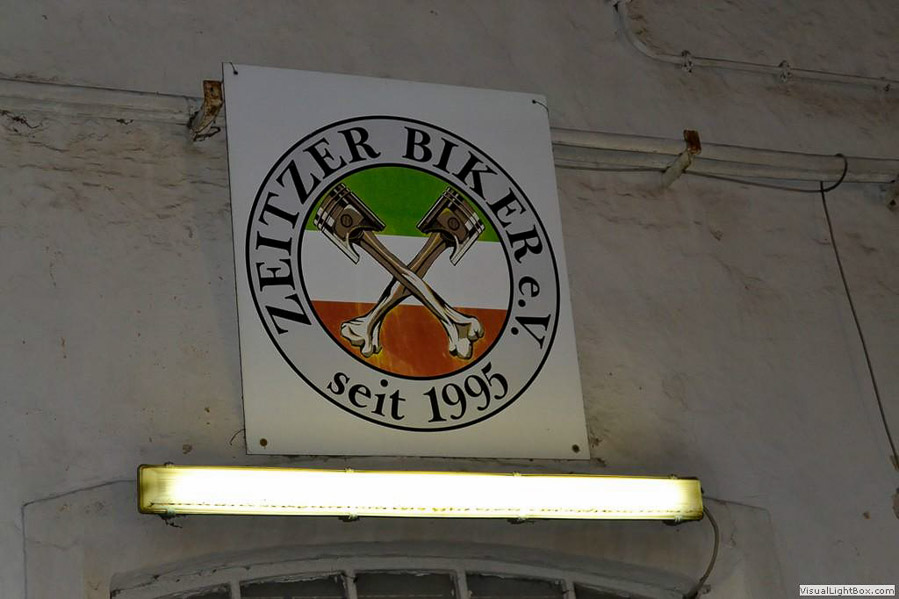 ZEITZER BIKER e.V.
seit 1995
VisualLightBox.com